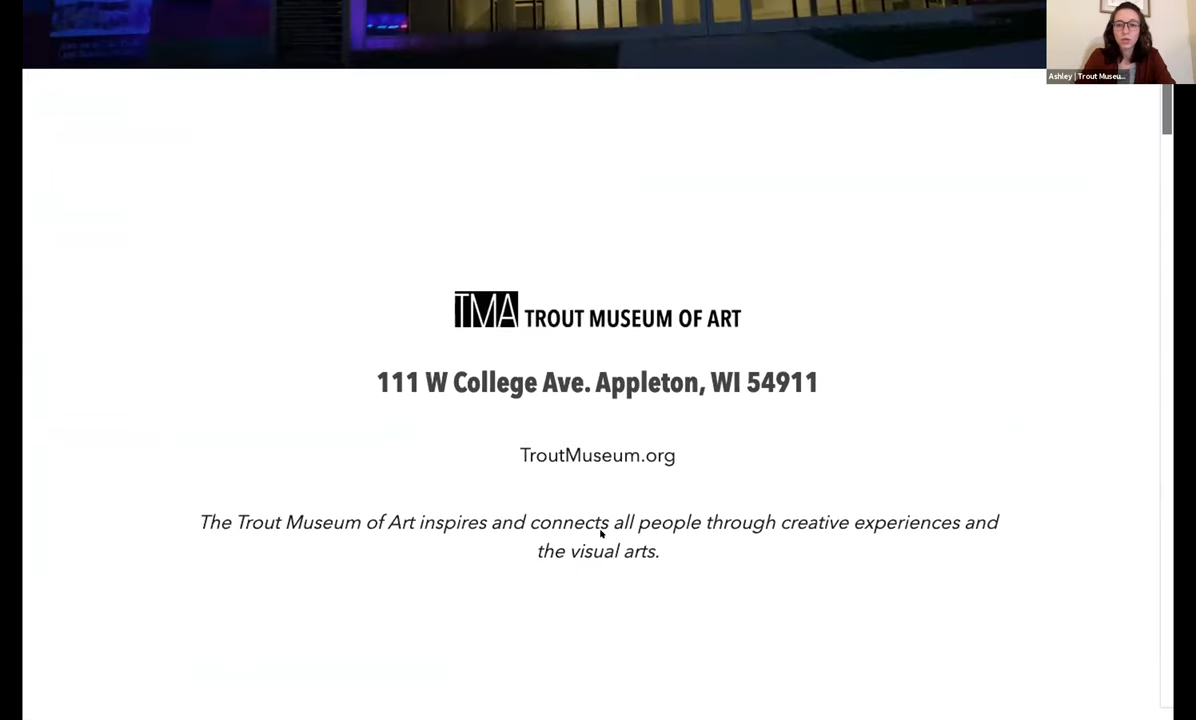 Ashley | Trout Museu...
TMA TROUT MUSEUM OF ART
111 W College Ave. Appleton, WI 54911
TroutMuseum.org
The Trout Museum of Art inspires and connects all people through creative experiences and
the visual arts.